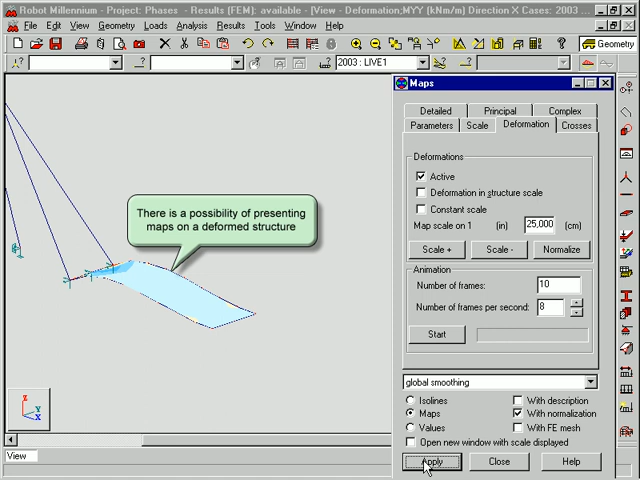 Robot Millennium - Project: Phases - Results (FEM): available - [View - Deformation;MYY [kNm/m] Direction X Cases: 2003 ...
File Edit View Geometry Loads Analysis Results Tools Window Help
Geometry
2003 : LIVE1
Maps
Detailed Principal Complex
Parameters Scale Deformation Crosses
Deformations
Active
Deformation in structure scale
Constant scale
Map scale on 1 (in) 25,000 (cm)
Scale + Scale - Normalize
Animation
Number of frames: 10
Number of frames per second: 8
Start
There is a possibility of presenting
maps on a deformed structure
global smoothing
Isolines With description
Maps With normalization
Values With FE mesh
Open new window with scale displayed
Apply Close Help
Z
Y
X
View